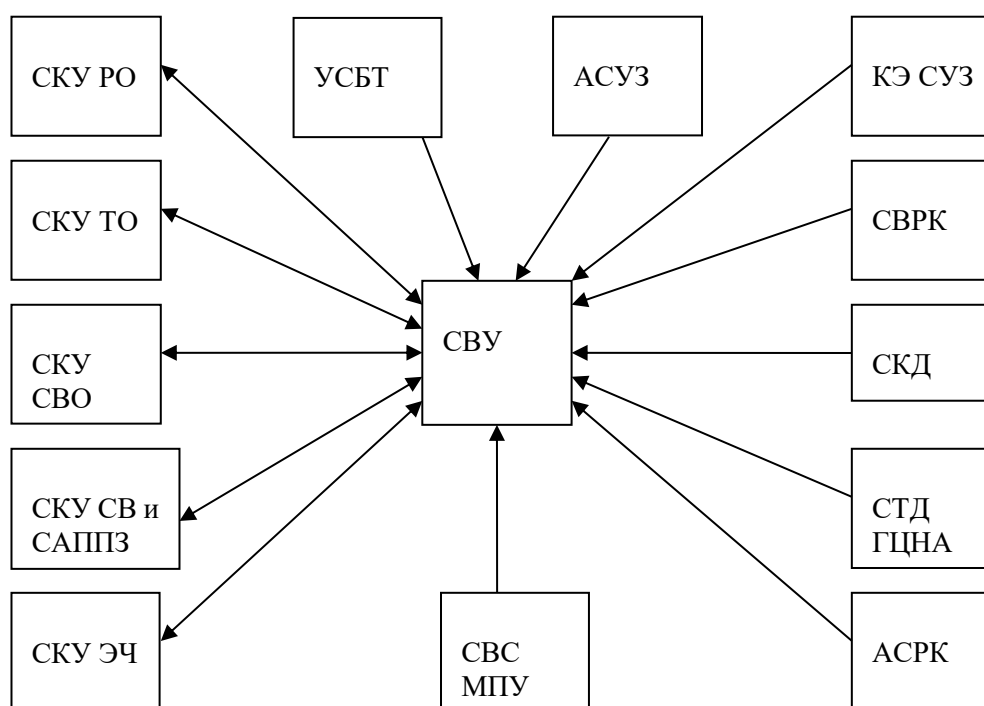 СКУ РО
УСБТ
АСУЗ
КЭ СУЗ
СКУ ТО
СВРК
СВУ
СКУ
СВО
СКД
СКУ СВ и
САППЗ
СТД
ГЦНА
СКУ ЭЧ
СВС
МПУ
АСРК